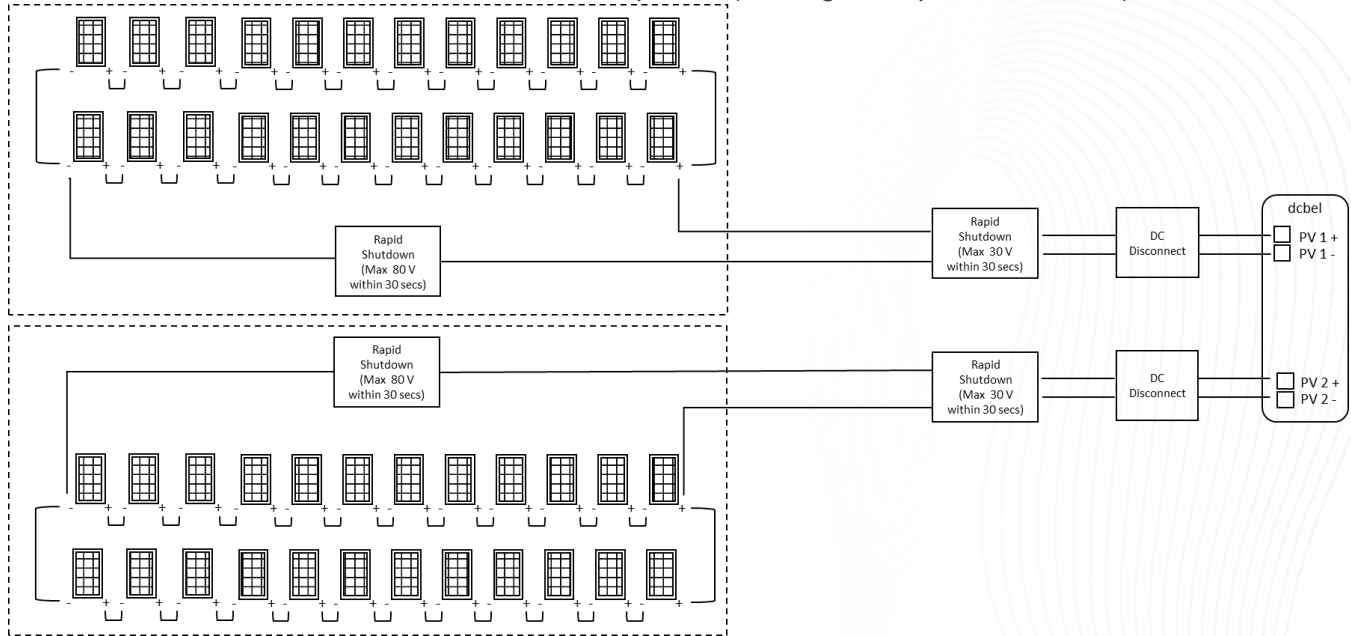 Rapid
Shutdown
(Max 80 V
within 30 secs)
Rapid
Shutdown
(Max 30 V
within 30 secs)
DC
Disconnect
dcbel
PV 1 +
PV 1 -
Rapid
Shutdown
(Max 80 V
within 30 secs)
Rapid
Shutdown
(Max 30 V
within 30 secs)
DC
Disconnect
PV 2 +
PV 2 -